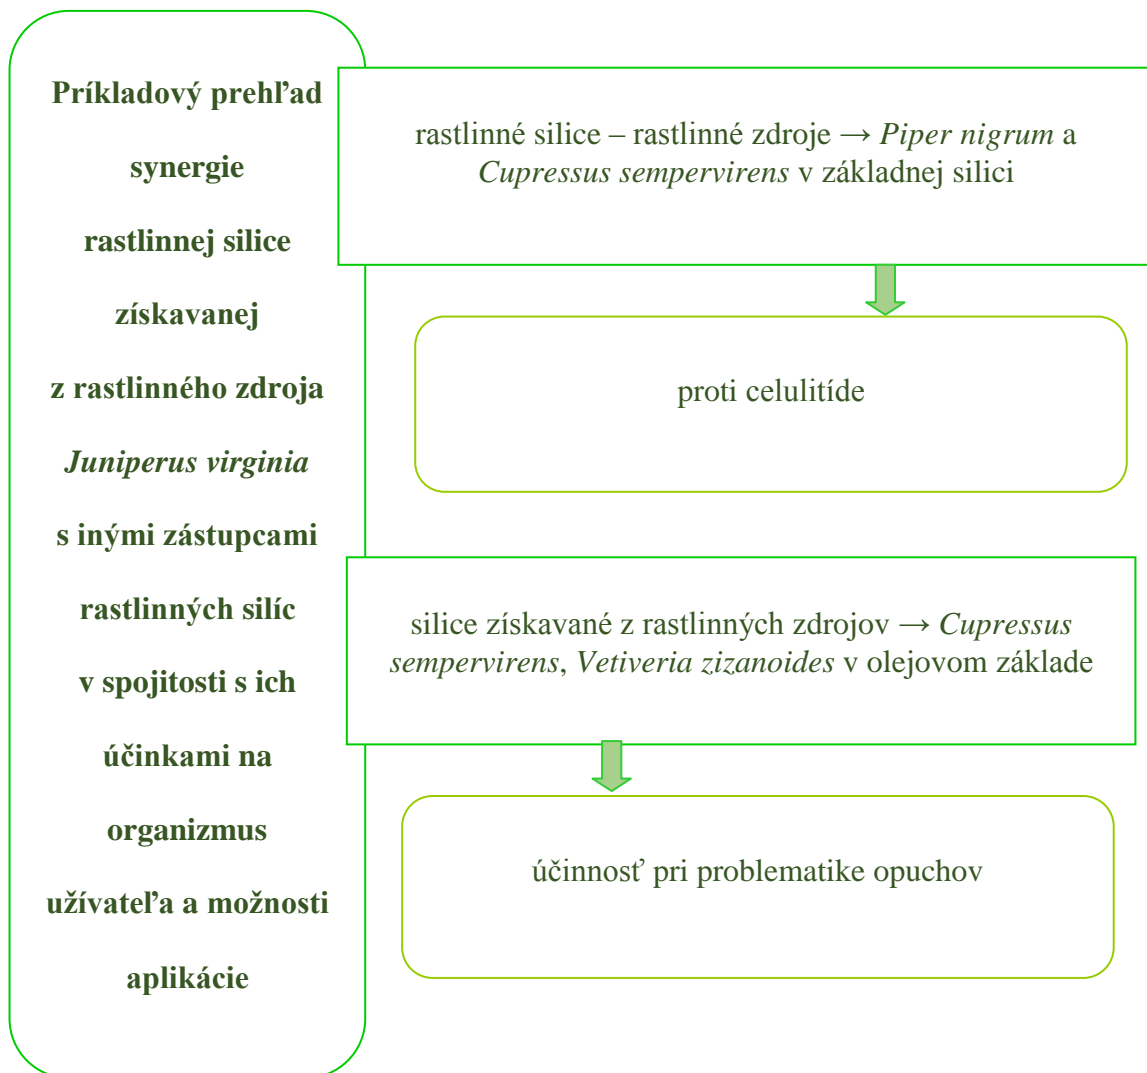 Príkladový prehľad
synergie
rastlinnej silice
získavanej
z rastlinného zdroja
Juniperus virginia
s inými zástupcami
rastlinných silíc
v spojitosti s ich
účinkami na
organizmus
užívateľa a možnosti
aplikácie
rastlinné silice – rastlinné zdroje → Piper nigrum a
Cupressus sempervirens v základnej silici
proti celulitíde
silice získavané z rastlinných zdrojov → Cupressus
sempervirens, Vetiveria zizanoides v olejovom základe
účinnosť pri problematike opuchov